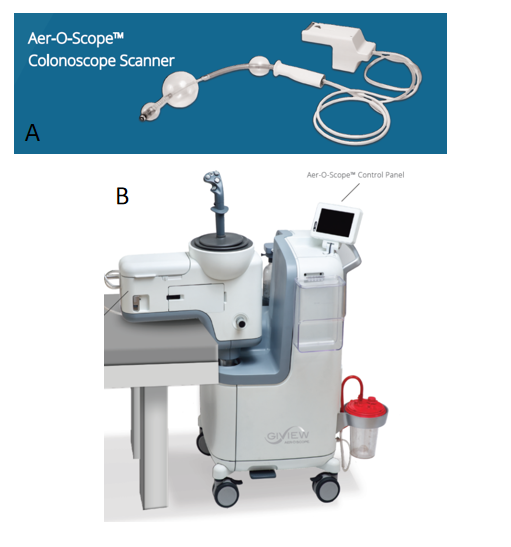 Aer-O-Scope™
Colonoscope Scanner
A
B
Aer-O-Scope™ Control Panel
GIVIEW